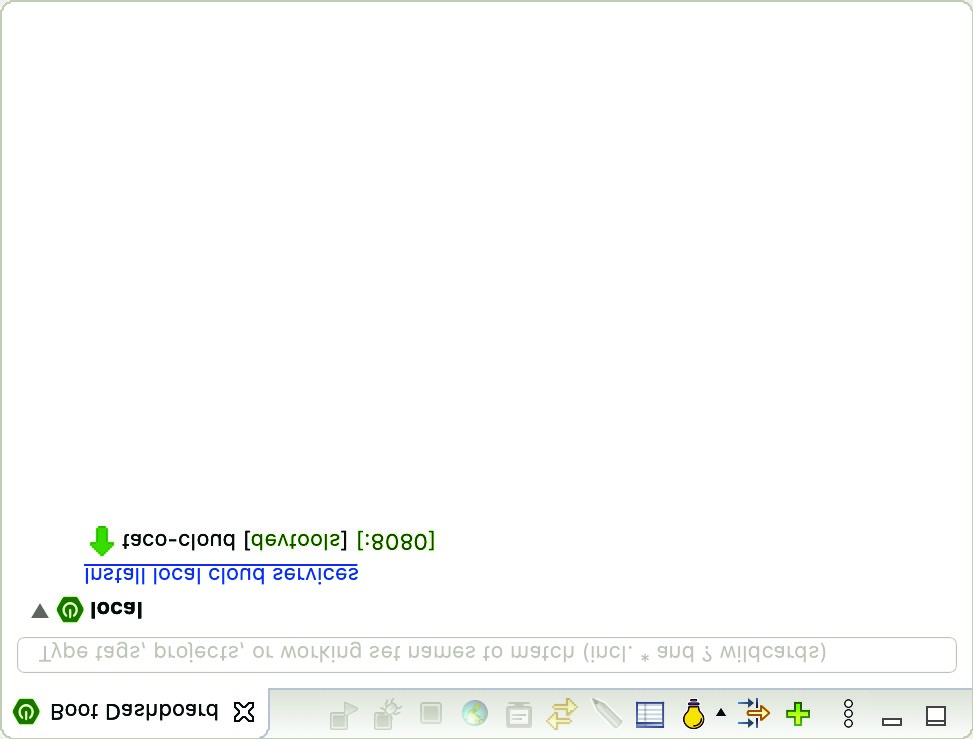 Boot Dashboard
Type tags, projects, or working set names to match (incl. * and ? wildcards)
local
Install local cloud services
taco-cloud [devtools] [:8080]